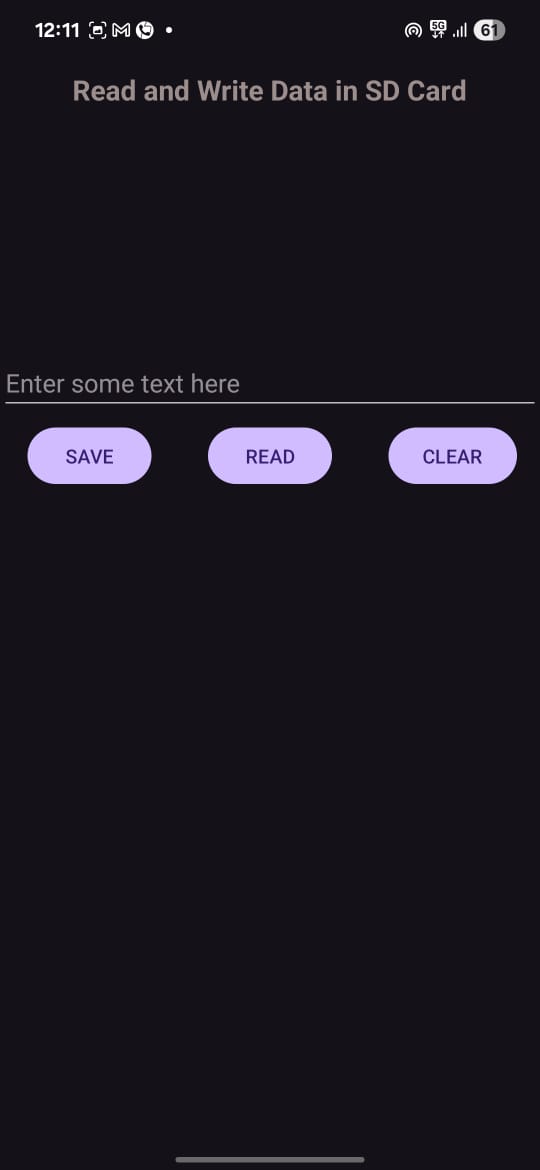 12:11 5G 61
Read and Write Data in SD Card
Enter some text here
SAVE READ CLEAR